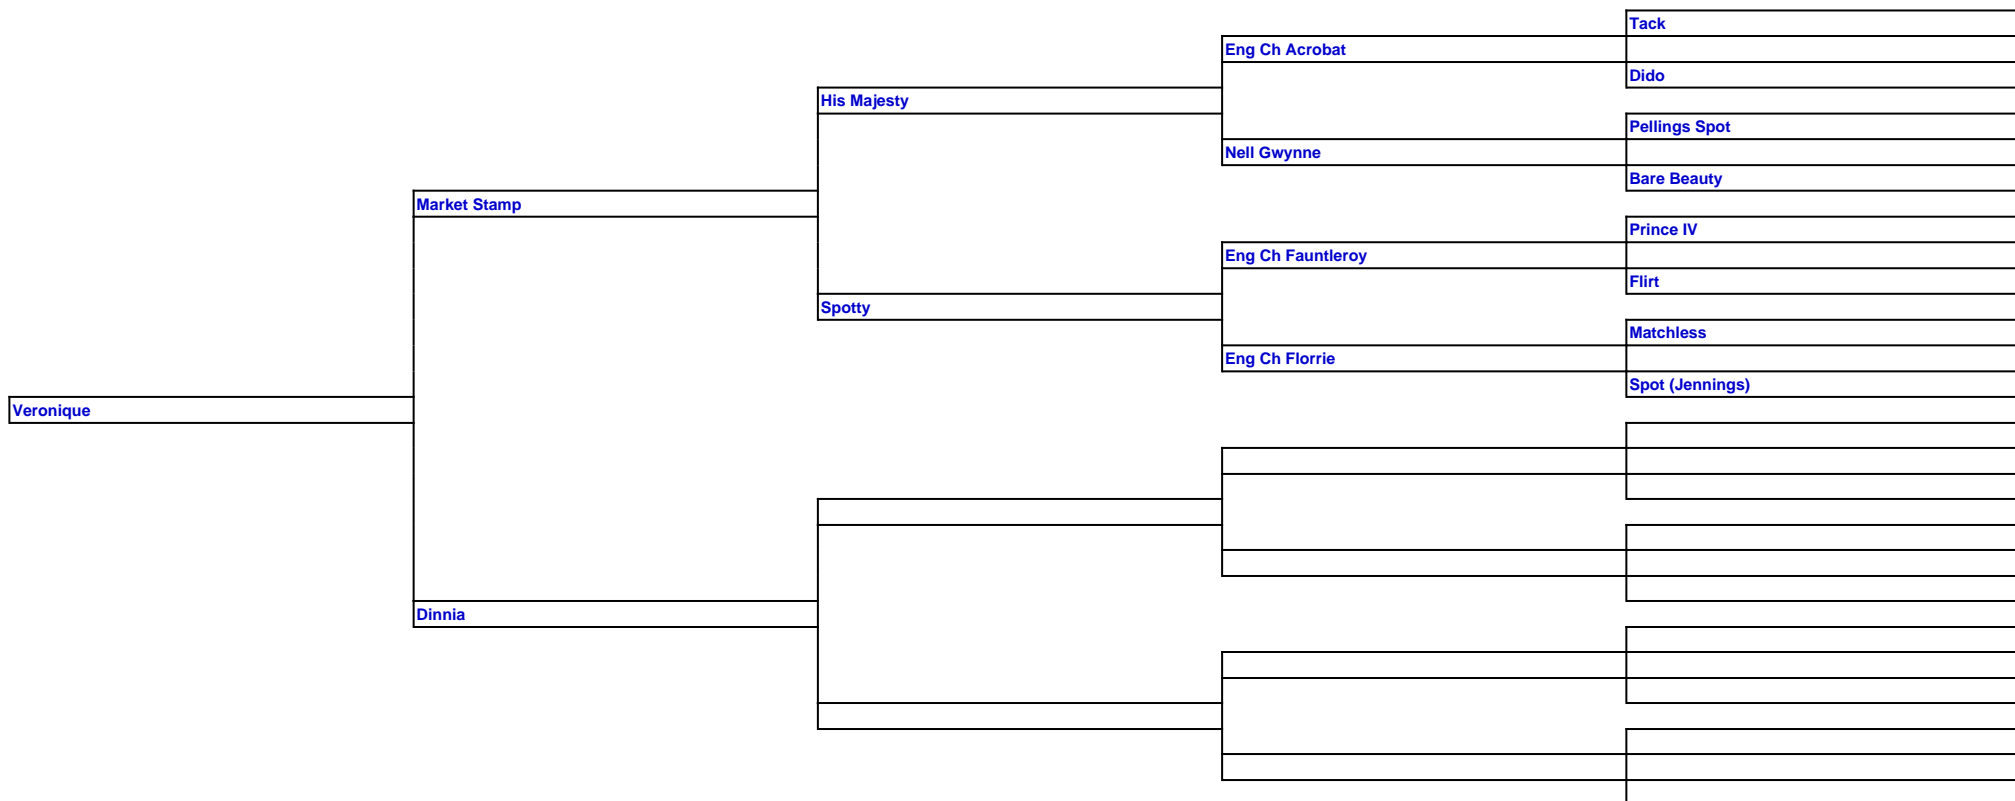 Tack
Eng Ch Acrobat
Dido
His Majesty
Pellings Spot
Nell Gwynne
Bare Beauty
Market Stamp
Prince IV
Eng Ch Fauntleroy
Flirt
Spotty
Matchless
Eng Ch Florrie
Spot (Jennings)
Veronique
Dinnia